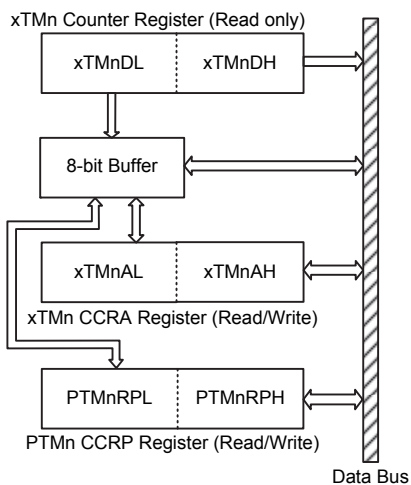 xTMn Counter Register (Read only)
xTMnDL xTMnDH
8-bit Buffer
xTMnAL xTMnAH
xTMn CCRA Register (Read/Write)
PTMnRPL PTMnRPH
PTMn CCRP Register (Read/Write)
Data Bus